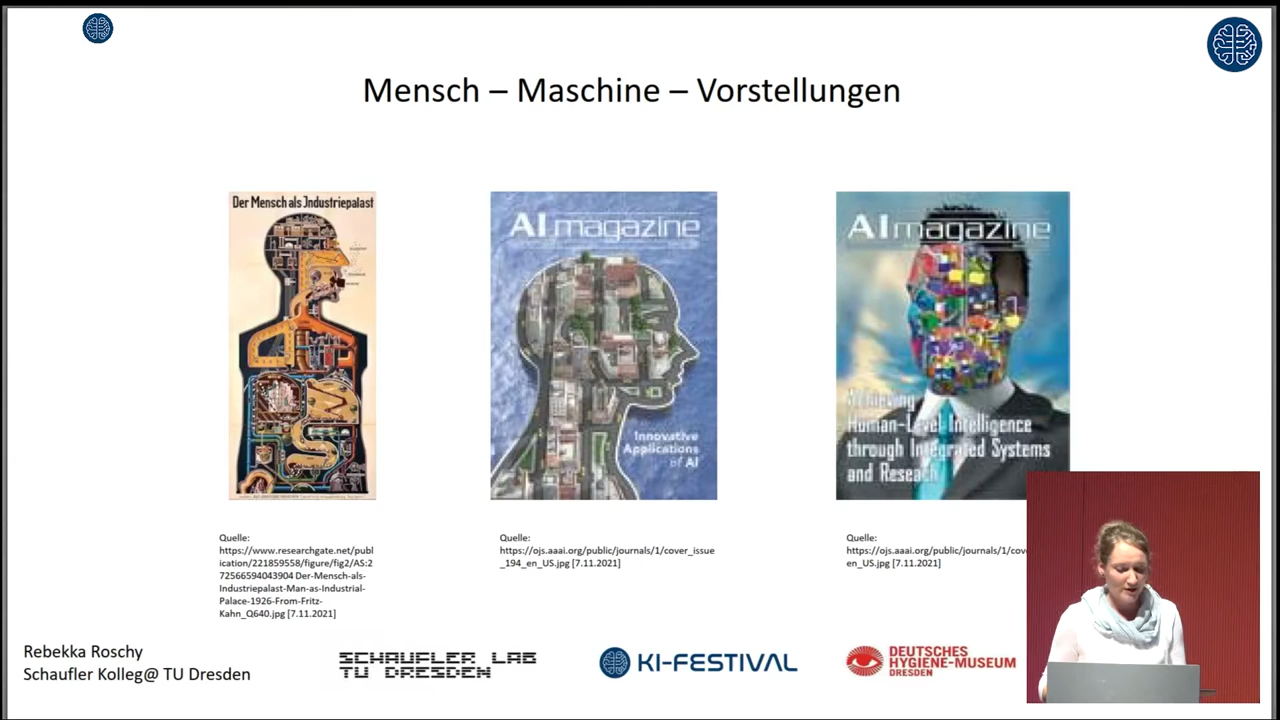 Mensch – Maschine – Vorstellungen
Der Mensch als Industriepalast
AI magazine
Innovative
Applications
of AI
AI magazine
Achieving
Human-Level Intelligence
through Integrated Systems
and Reseach
Quelle:
https://www.researchgate.net/publ
ication/221859558/figure/fig2/AS:2
72566594043904 Der-Mensch-als-
Industriepalast-Man-as-Industrial-
Palace-1926-From-Fritz-
Kahn_Q640.jpg [7.11.2021]
Quelle:
https://ojs.aaai.org/public/journals/1/cover_issue
_194_en_US.jpg [7.11.2021]
Quelle:
https://ojs.aaai.org/public/journals/1/cov
en_US.jpg [7.11.2021]
Rebekka Roschy
Schaufler Kolleg@ TU Dresden
SCHAUFLER LAB
TU DRESDEN
KI-FESTIVAL
DEUTSCHES
HYGIENE-MUSEUM
DRESDEN